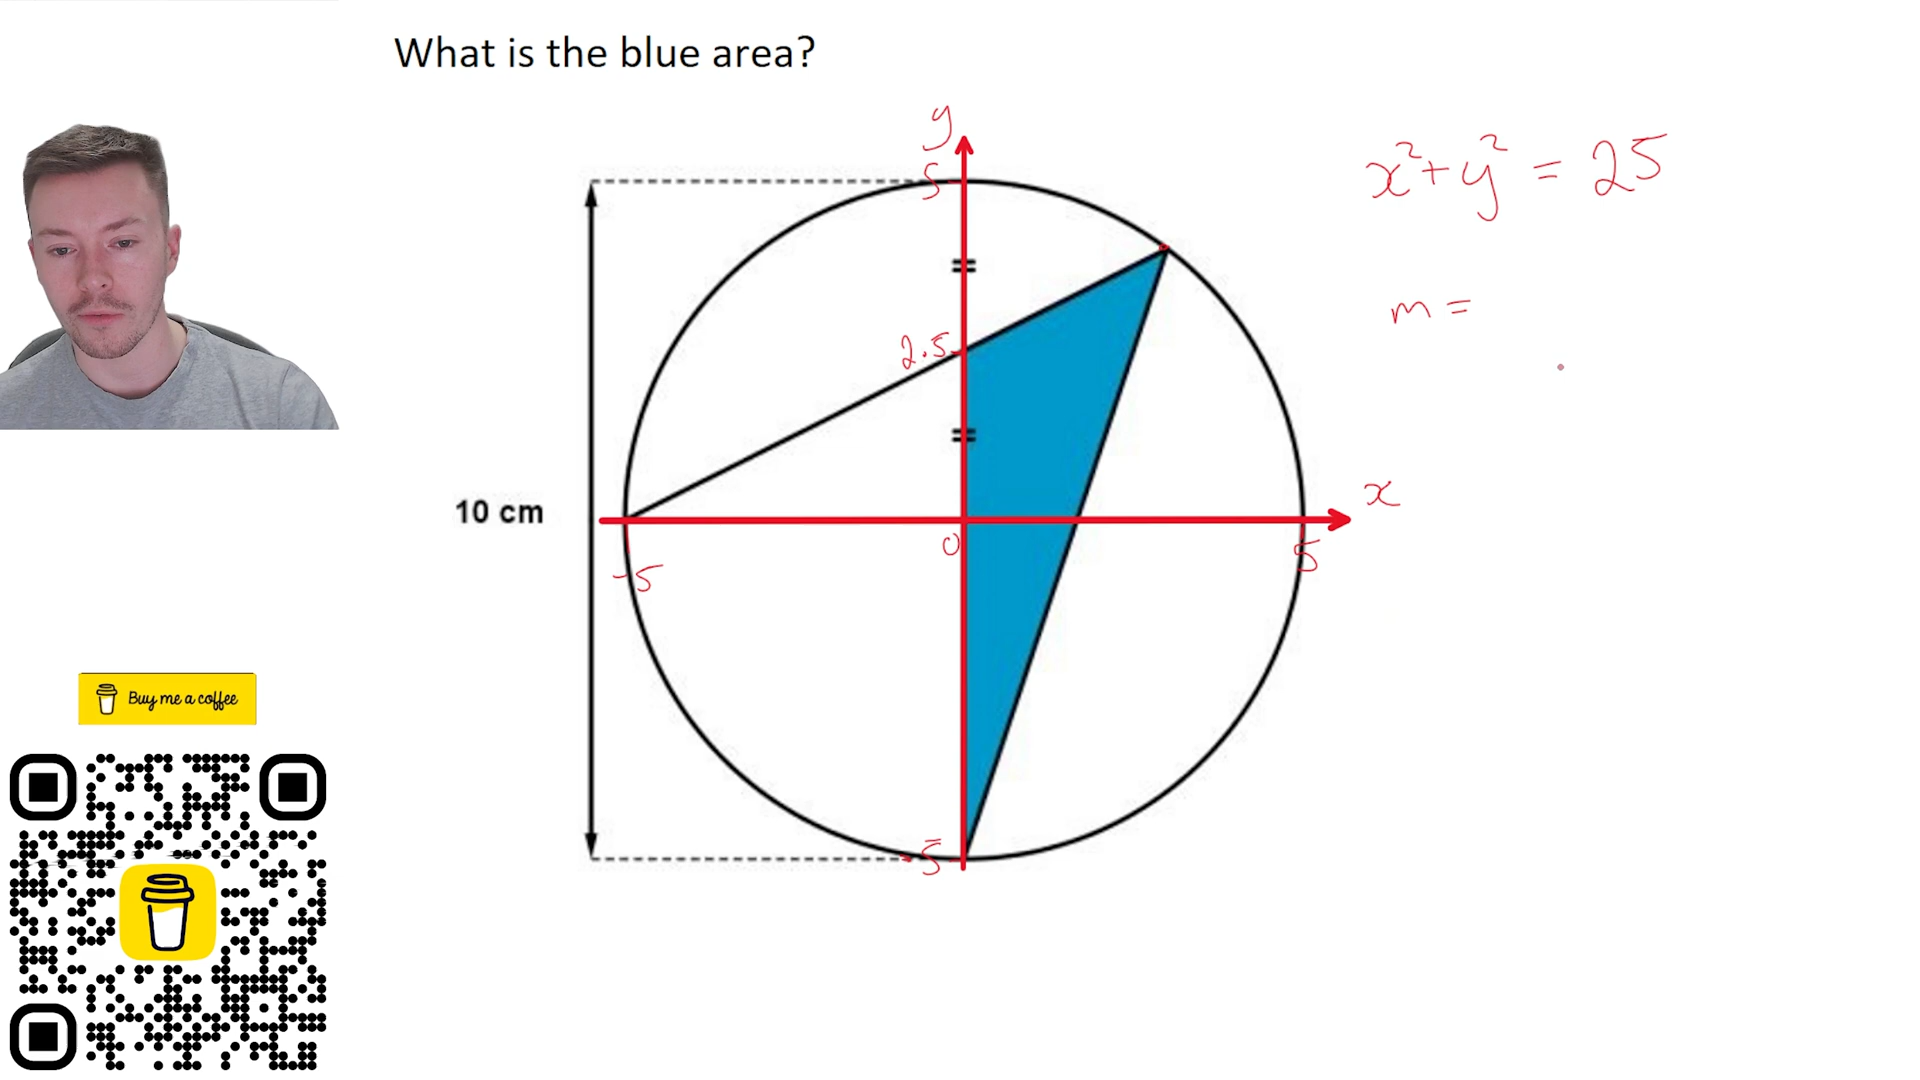 What is the blue area?
y
5
x² + y² = 25
m =
2.5
10 cm
x
0
-5
5
-5
Buy me a coffee